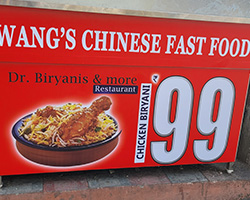 WANG'S CHINESE FAST FOOD
Dr. Biryanis & more
Restaurant
CHICKEN BIRYANI
₹ 99